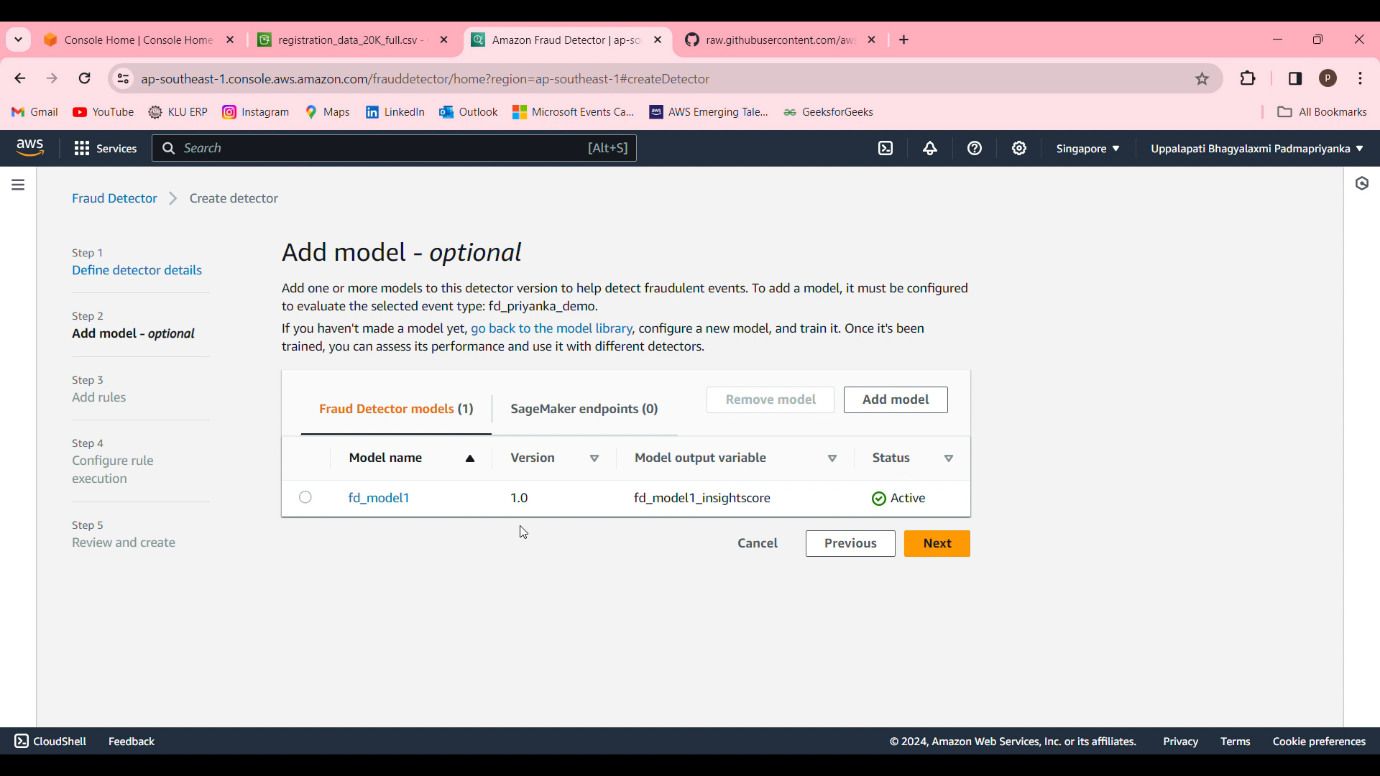 Console Home | Console Home
registration_data_20K_full.csv -
Amazon Fraud Detector | ap-so
raw.githubusercontent.com/aw
ap-southeast-1.console.aws.amazon.com/frauddetector/home?region=ap-southeast-1#createDetector
P
Gmail
YouTube
KLU ERP
Instagram
Maps
LinkedIn
Outlook
Microsoft Events Ca...
AWS Emerging Tale...
GeeksforGeeks
All Bookmarks
aws
Services
Search
[Alt+S]
Singapore
Uppalapati Bhagyalaxmi Padmapriyanka
Fraud Detector
Create detector
Step 1
Define detector details
Step 2
Add model - optional
Step 3
Add rules
Step 4
Configure rule
execution
Step 5
Review and create
Add model - optional
Add one or more models to this detector version to help detect fraudulent events. To add a model, it must be configured
to evaluate the selected event type: fd_priyanka_demo.
If you haven't made a model yet, go back to the model library, configure a new model, and train it. Once it's been
trained, you can assess its performance and use it with different detectors.
Fraud Detector models (1)
SageMaker endpoints (0)
Remove model
Add model
Model name
Version
Model output variable
Status
fd_model1
1.0
fd_model1_insightscore
Active
Cancel
Previous
Next
CloudShell
Feedback
© 2024, Amazon Web Services, Inc. or its affiliates.
Privacy
Terms
Cookie preferences